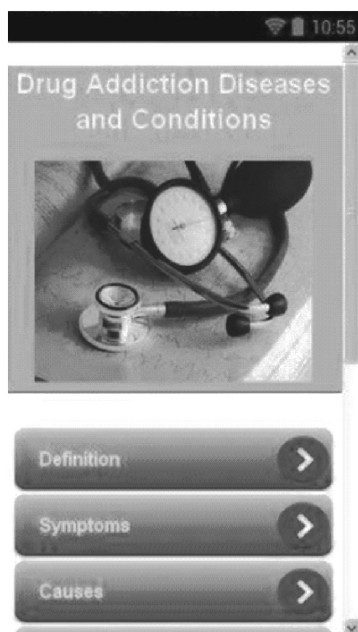 10:55
Drug Addiction Diseases
and Conditions
Definition
Symptoms
Causes